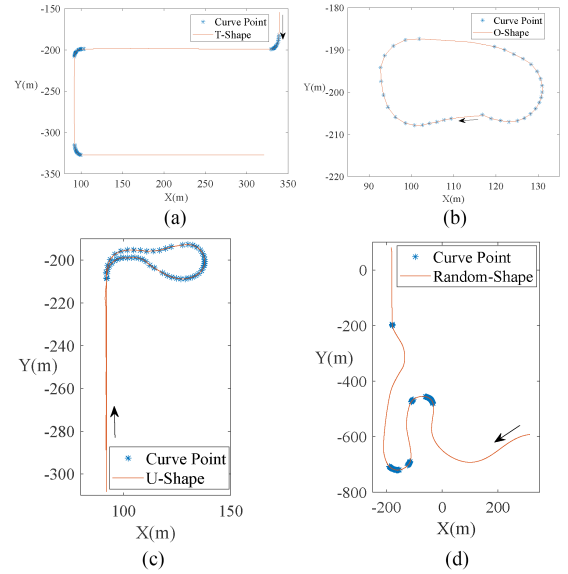 Curve Point
T-Shape
-150
-200
-250
-300
-350
Y(m)
100
150
200
250
300
350
X(m)
(a)
Curve Point
O-Shape
-180
-190
-200
-210
-220
Y(m)
90
100
110
120
130
X(m)
(b)
-200
-220
-240
-260
-280
-300
Y(m)
Curve Point
U-Shape
100
150
X(m)
(c)
Curve Point
Random-Shape
0
-200
-400
-600
-800
Y(m)
-200
0
200
X(m)
(d)